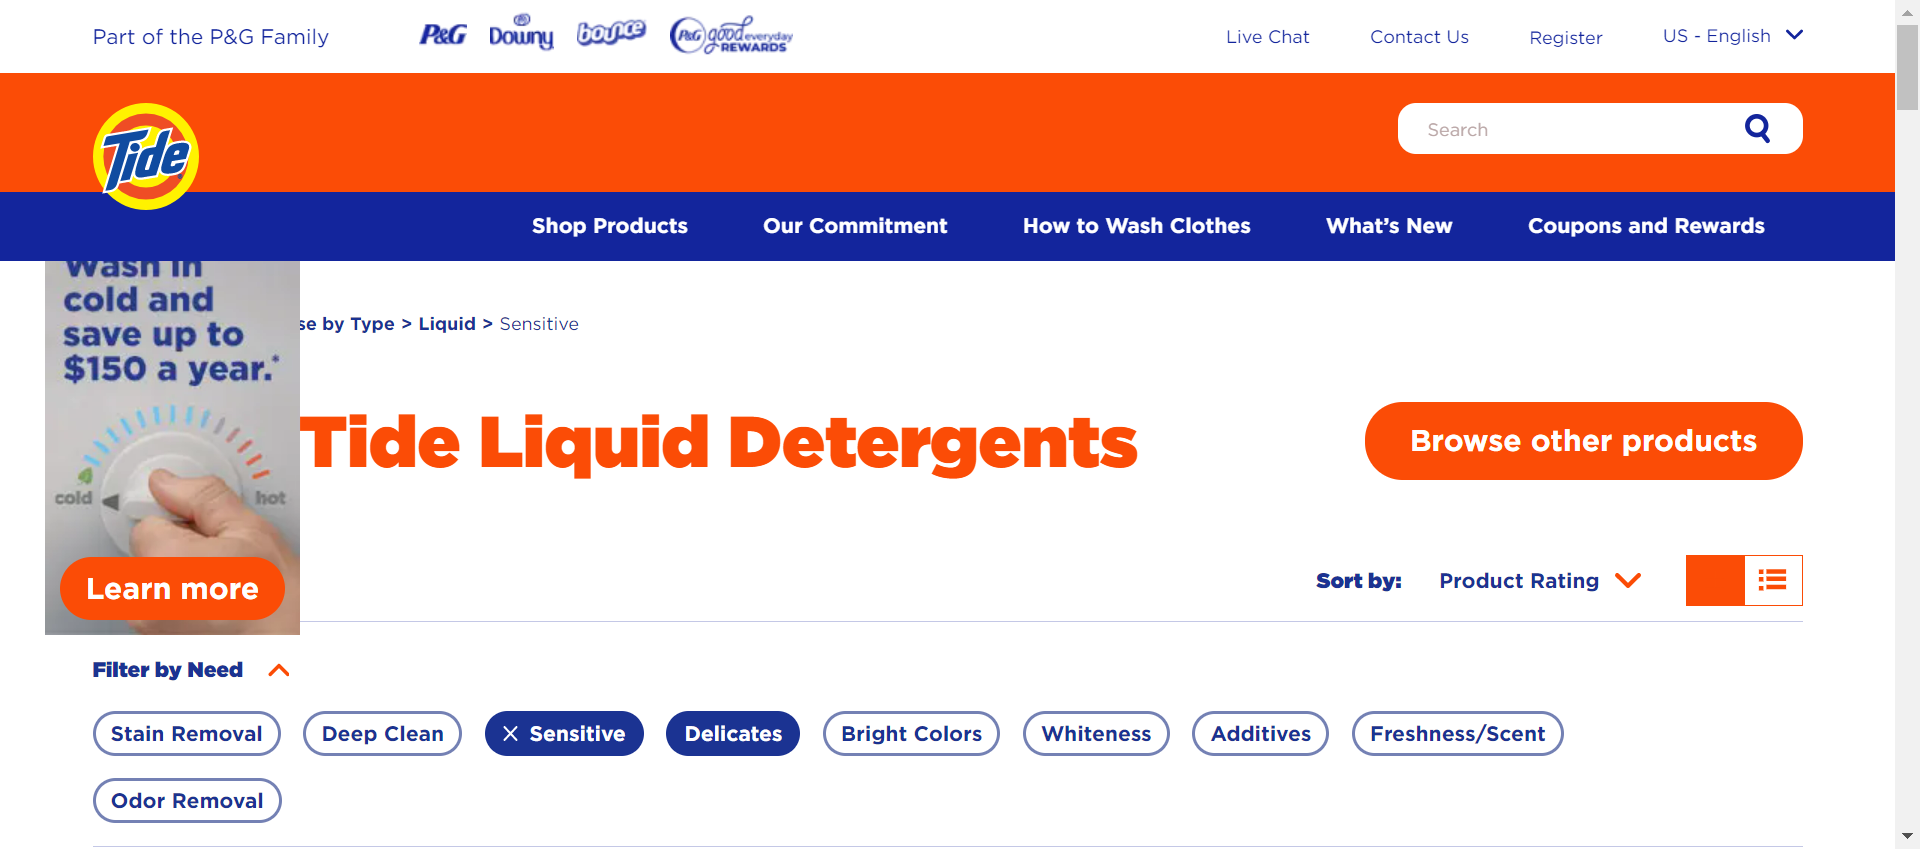 Part of the P&G Family
P&G
Downy
bounce
P&G good everyday REWARDS
Live Chat
Contact Us
Register
US - English
Tide
Search
Shop Products
Our Commitment
How to Wash Clothes
What's New
Coupons and Rewards
Wash in
cold and
save up to
$150 a year.*
cold
hot
Learn more
se by Type > Liquid > Sensitive
Tide Liquid Detergents
Browse other products
Sort by:
Product Rating
Filter by Need
Stain Removal
Deep Clean
Sensitive
Delicates
Bright Colors
Whiteness
Additives
Freshness/Scent
Odor Removal